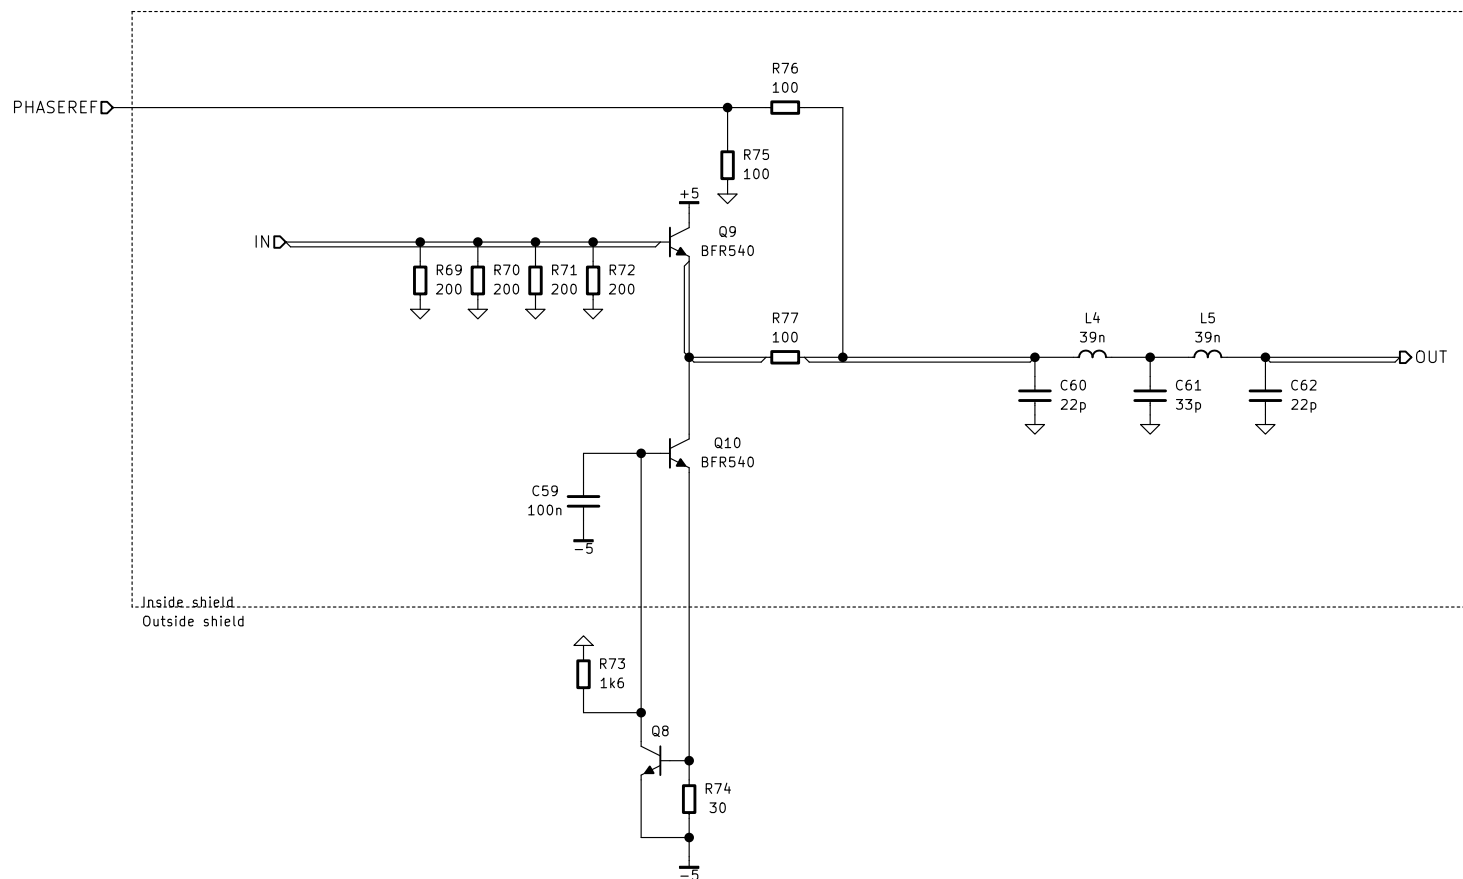 R76
100
PHASEREF
R75
100
+5
Q9
BFR540
IN
R69
200
R70
200
R71
200
R72
200
R77
100
L4
39n
L5
39n
OUT
C60
22p
C61
33p
C62
22p
Q10
BFR540
C59
100n
-5
Inside shield
Outside shield
R73
1k6
Q8
R74
30
-5